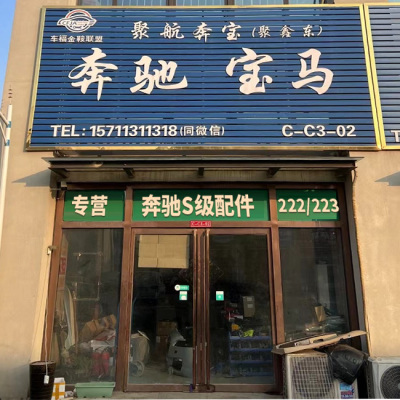 聚航奔宝(聚鑫东)
车福金鞍联盟
奔驰 宝马
TEL:15711311318(同微信) C-C3-02
专营 奔驰S级配件 222/223